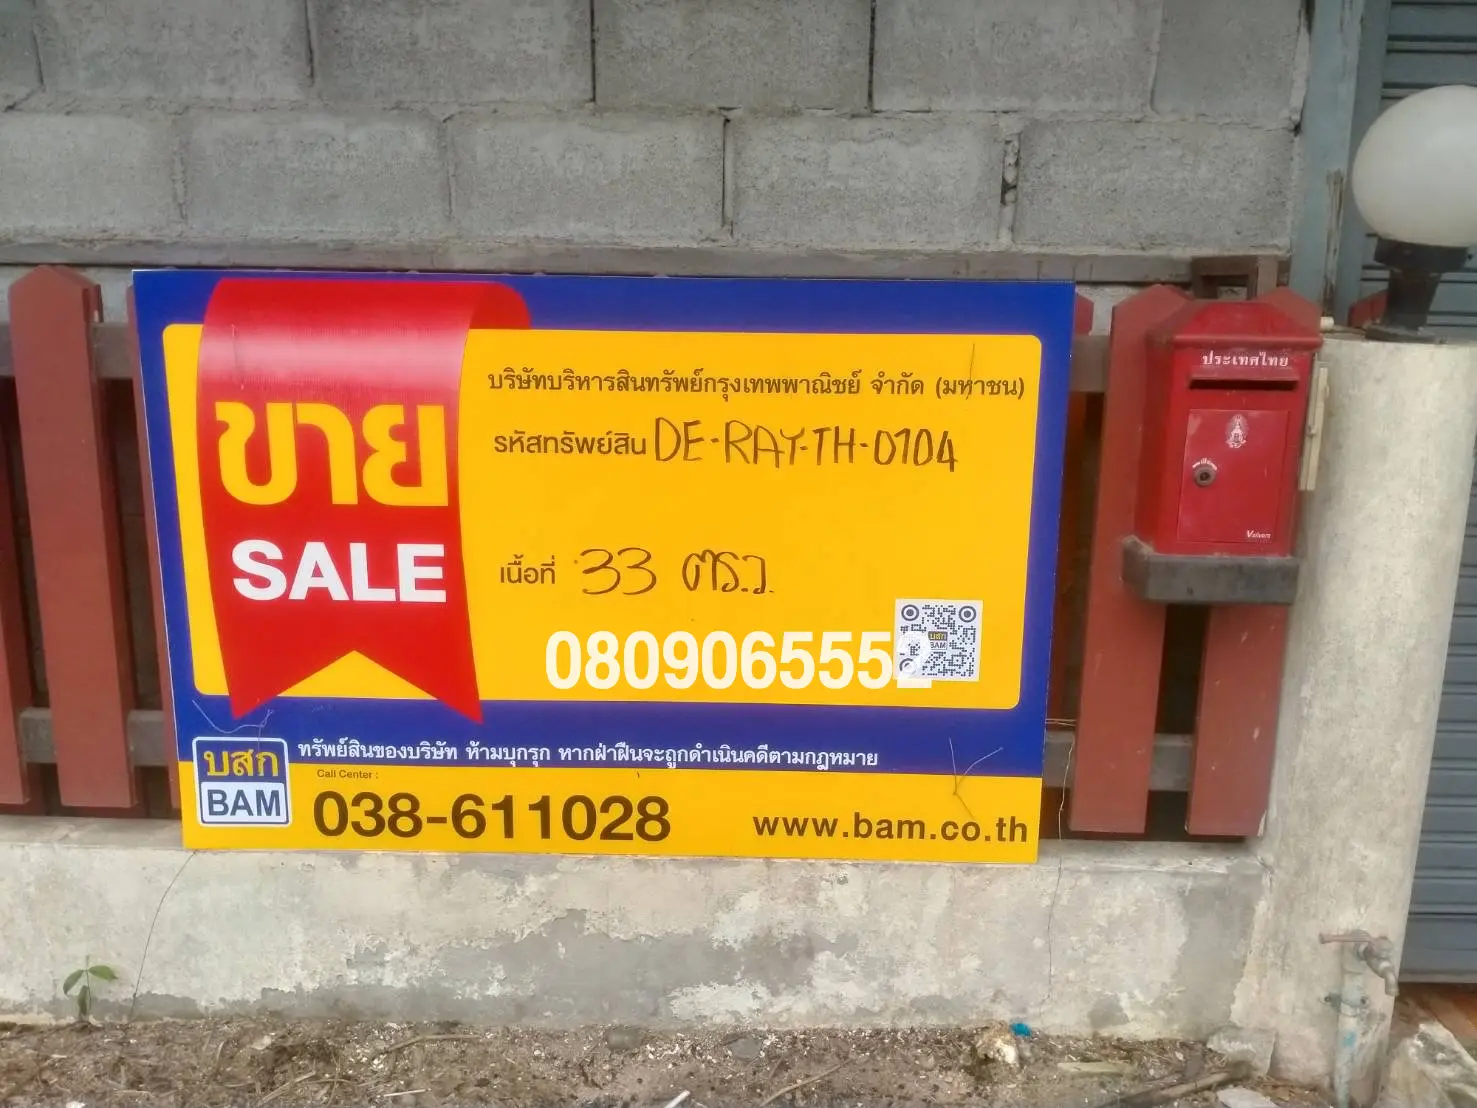 ขาย
SALE
บริษัทบริหารสินทรัพย์กรุงเทพพาณิชย์ จำกัด (มหาชน)
รหัสทรัพย์สิน DE-RAY-TH-0104
เนื้อที่ 33 ตร.ว.
บสก
BAM
0809065552
ทรัพย์สินของบริษัท ห้ามบุกรุก หากฝ่าฝืนจะถูกดำเนินคดีตามกฎหมาย
บสก
BAM
Call Center :
038-611028
www.bam.co.th
ประเทศไทย